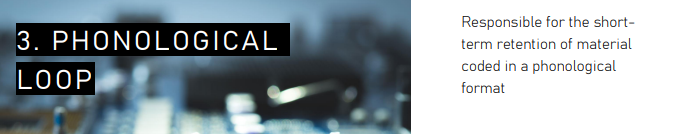 3. PHONOLOGICAL
LOOP
Responsible for the short-
term retention of material
coded in a phonological
format